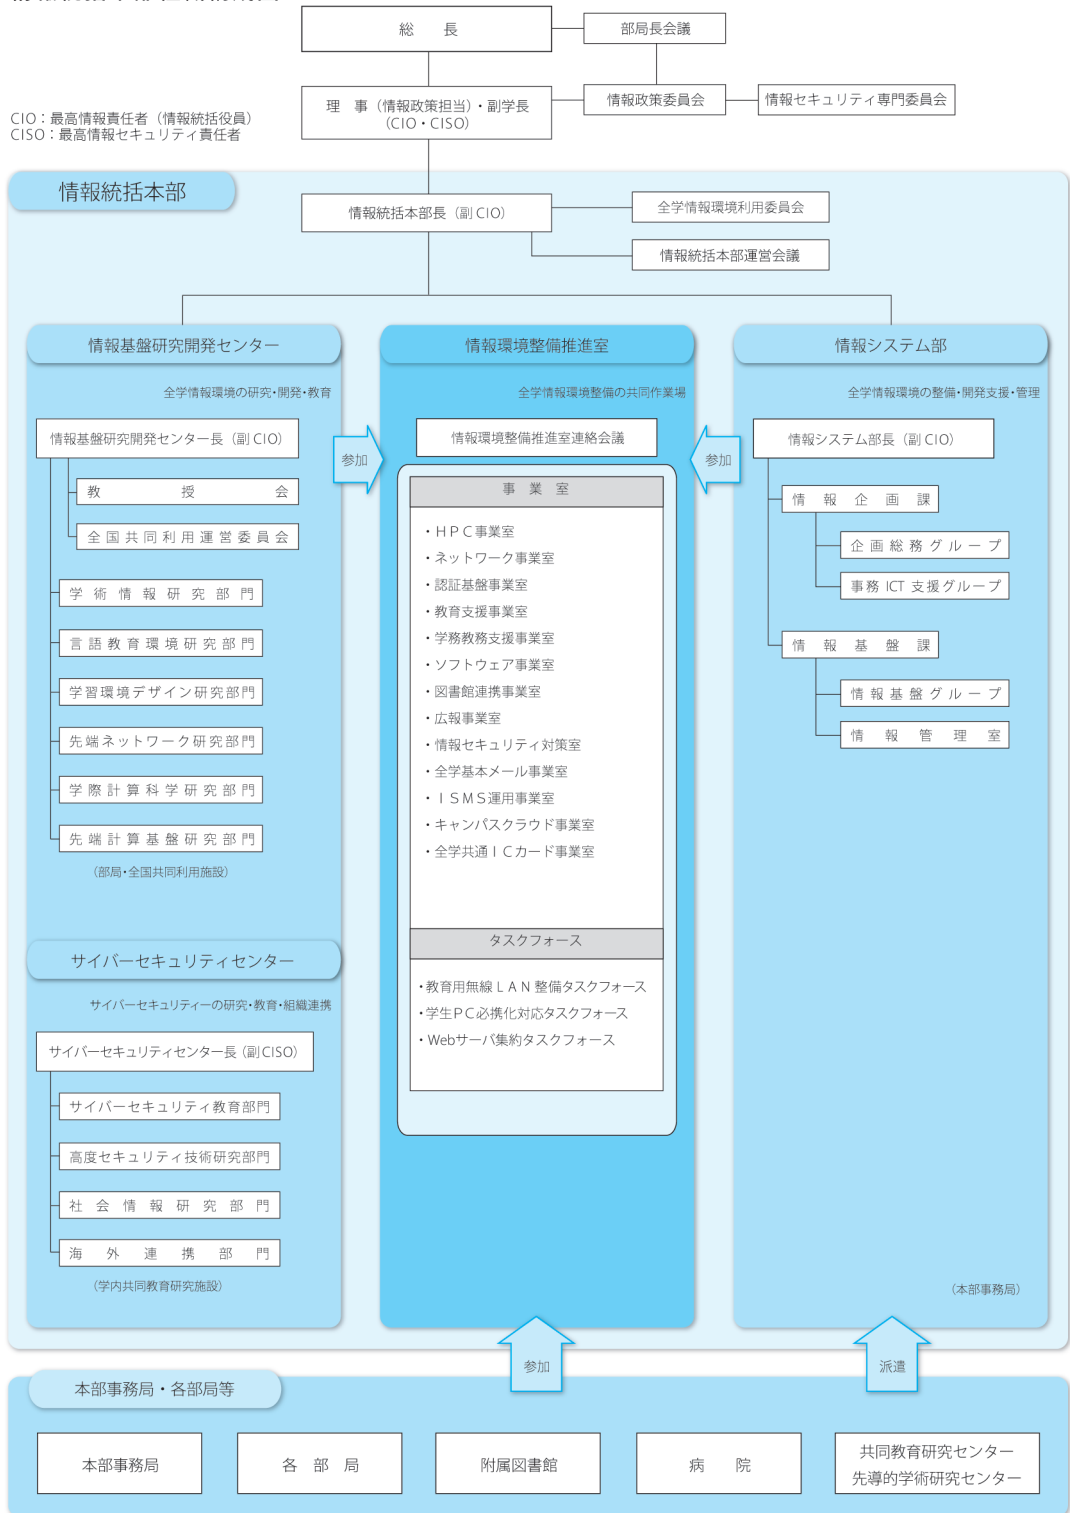 総　長
部局長会議
理　事（情報政策担当）・副学長
（CIO・CISO）
情報政策委員会
情報セキュリティ専門委員会
CIO：最高情報責任者（情報統括役員）
CISO：最高情報セキュリティ責任者
情報統括本部
情報統括本部長（副 CIO）
全学情報環境利用委員会
情報統括本部運営会議
情報基盤研究開発センター
全学情報環境の研究・開発・教育
情報基盤研究開発センター長（副 CIO）
教授会
全国共同利用運営委員会
学術情報研究部門
言語教育環境研究部門
学習環境デザイン研究部門
先端ネットワーク研究部門
学際計算科学研究部門
先端計算基盤研究部門
（部局・全国共同利用施設）
サイバーセキュリティセンター
サイバーセキュリティーの研究・教育・組織連携
サイバーセキュリティセンター長（副CISO）
サイバーセキュリティ教育部門
高度セキュリティ技術研究部門
社会情報研究部門
海外連携部門
（学内共同教育研究施設）
参加
情報環境整備推進室
全学情報環境整備の共同作業場
情報環境整備推進室連絡会議
事業室
・ＨＰＣ事業室
・ネットワーク事業室
・認証基盤事業室
・教育支援事業室
・学務教務支援事業室
・ソフトウェア事業室
・図書館連携事業室
・広報事業室
・情報セキュリティ対策室
・全学基本メール事業室
・ＩＳＭＳ運用事業室
・キャンパスクラウド事業室
・全学共通ＩＣカード事業室
タスクフォース
・教育用無線ＬＡＮ整備タスクフォース
・学生ＰＣ必携化対応タスクフォース
・Webサーバ集約タスクフォース
参加
情報システム部
全学情報環境の整備・開発支援・管理
情報システム部長（副 CIO）
情報企画課
企画総務グループ
事務 ICT 支援グループ
情報基盤課
情報基盤グループ
情報管理室
（本部事務局）
参加
派遣
本部事務局・各部局等
本部事務局
各部局
附属図書館
病院
共同教育研究センター
先導的学術研究センター